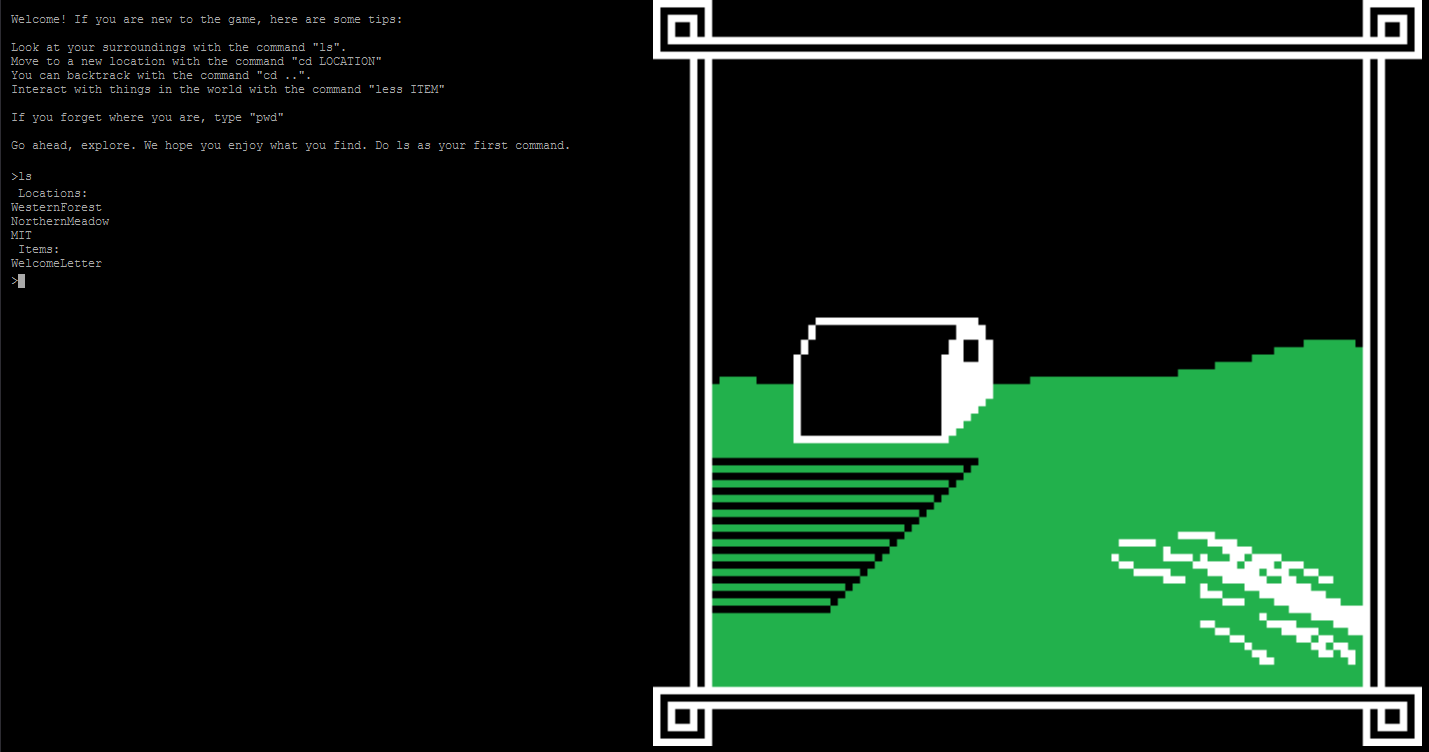 Welcome! If you are new to the game, here are some tips:
Look at your surroundings with the command "ls".
Move to a new location with the command "cd LOCATION"
You can backtrack with the command "cd ..".
Interact with things in the world with the command "less ITEM"
If you forget where you are, type "pwd"
Go ahead, explore. We hope you enjoy what you find. Do ls as your first command.
>ls
Locations:
WesternForest
NorthernMeadow
MIT
Items:
WelcomeLetter
>